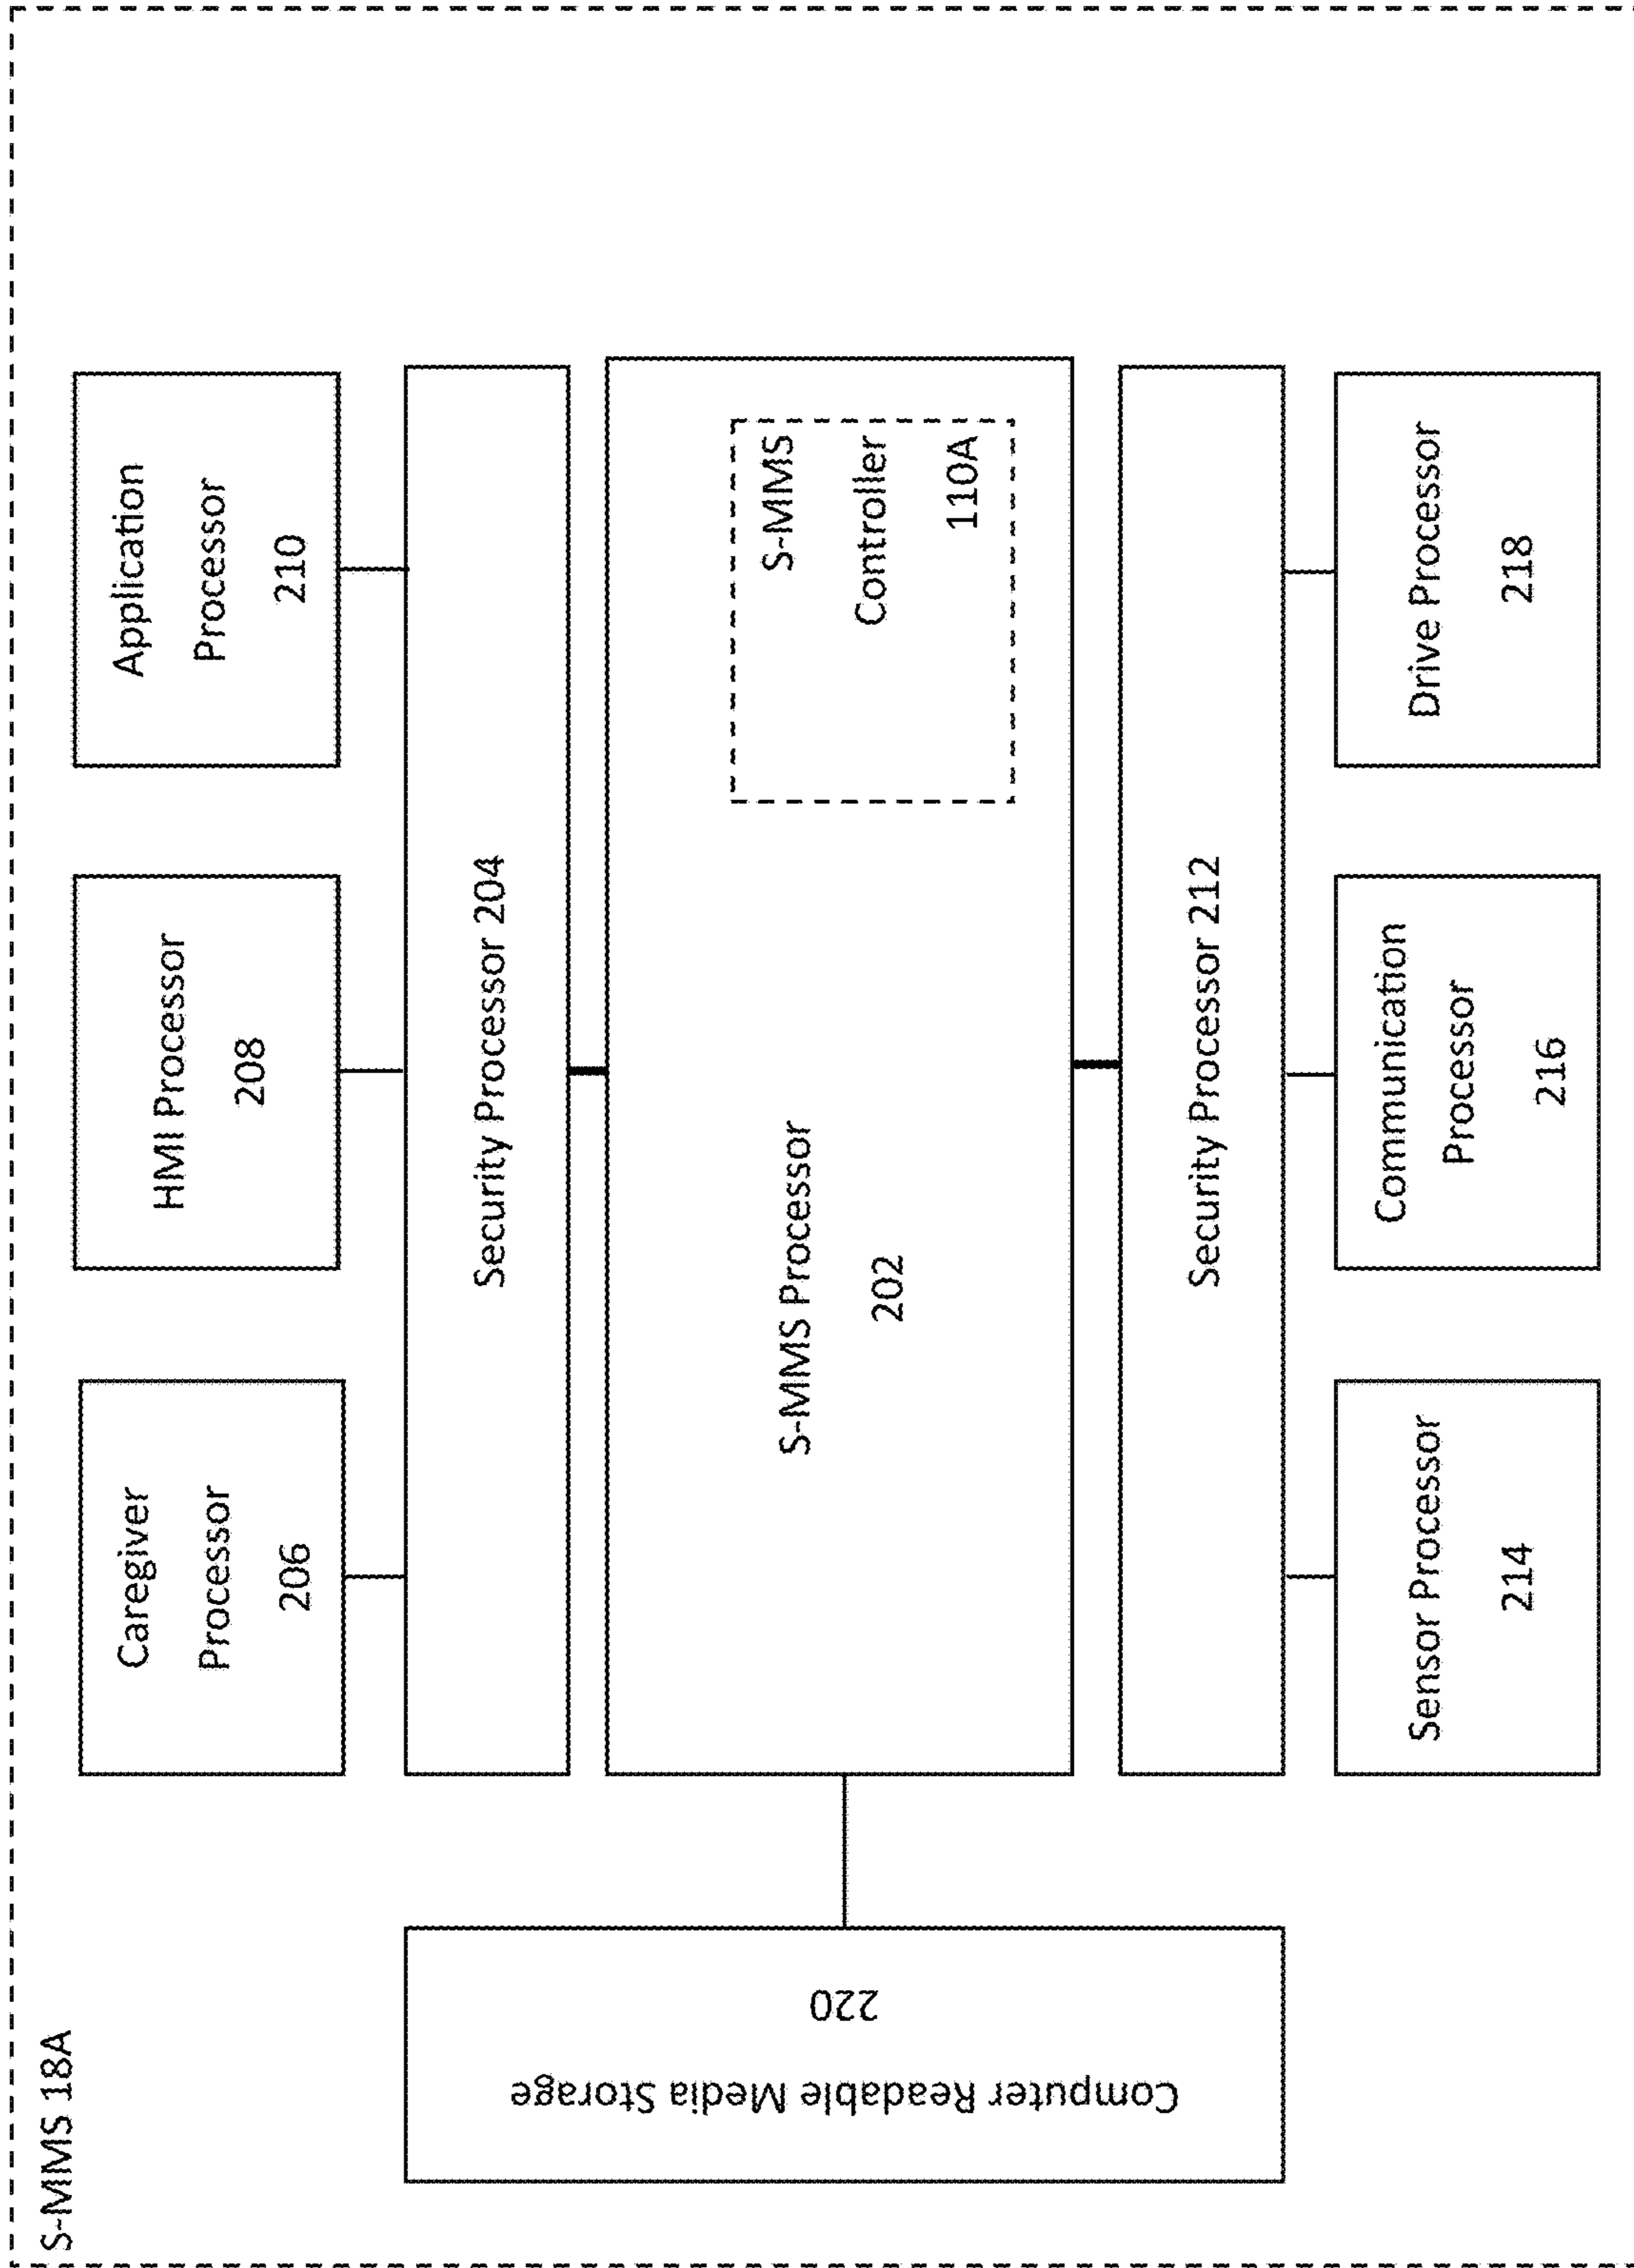 S-MMS 18A
Caregiver
Processor
206
HMI Processor
208
Application
Processor
210
Security Processor 204
Computer Readable Media Storage
220
S-MMS Processor
202
S-MMS
Controller
110A
Security Processor 212
Sensor Processor
214
Communication
Processor
216
Drive Processor
218